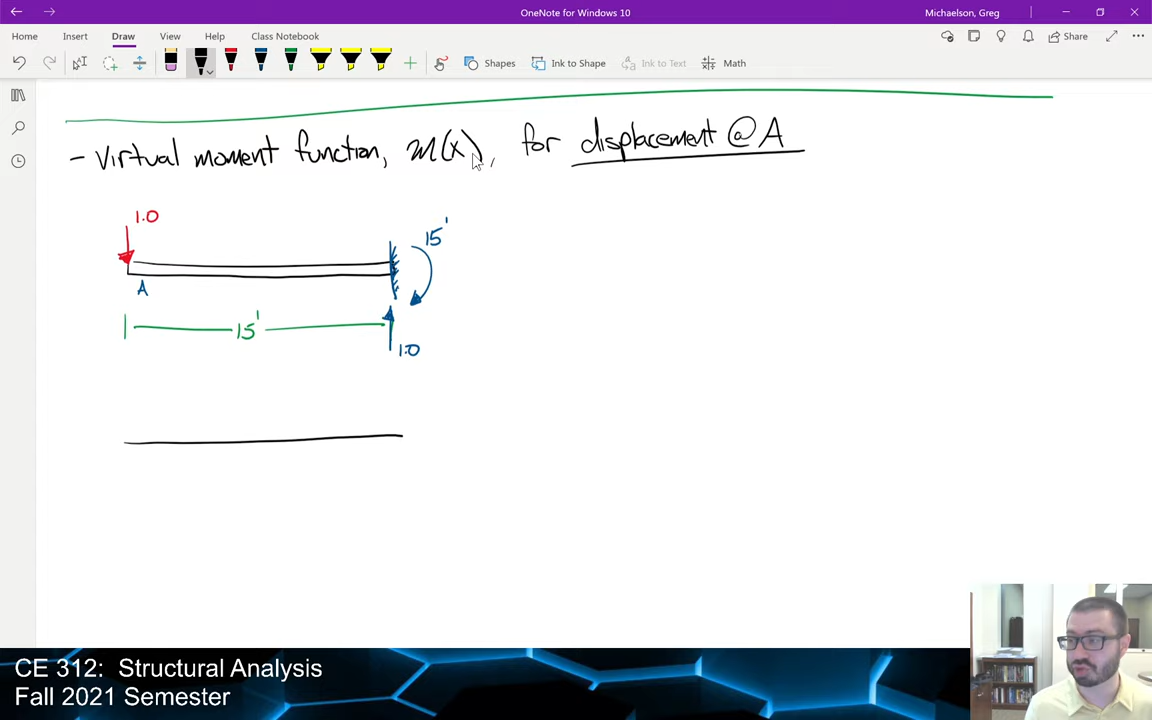 OneNote for Windows 10
Michaelson, Greg
Home Insert Draw View Help Class Notebook
Shapes Ink to Shape Ink to Text Math Share
- Virtual moment function, m(x), for displacement @ A
1.0
15'
A
15'
1.0
CE 312: Structural Analysis
Fall 2021 Semester